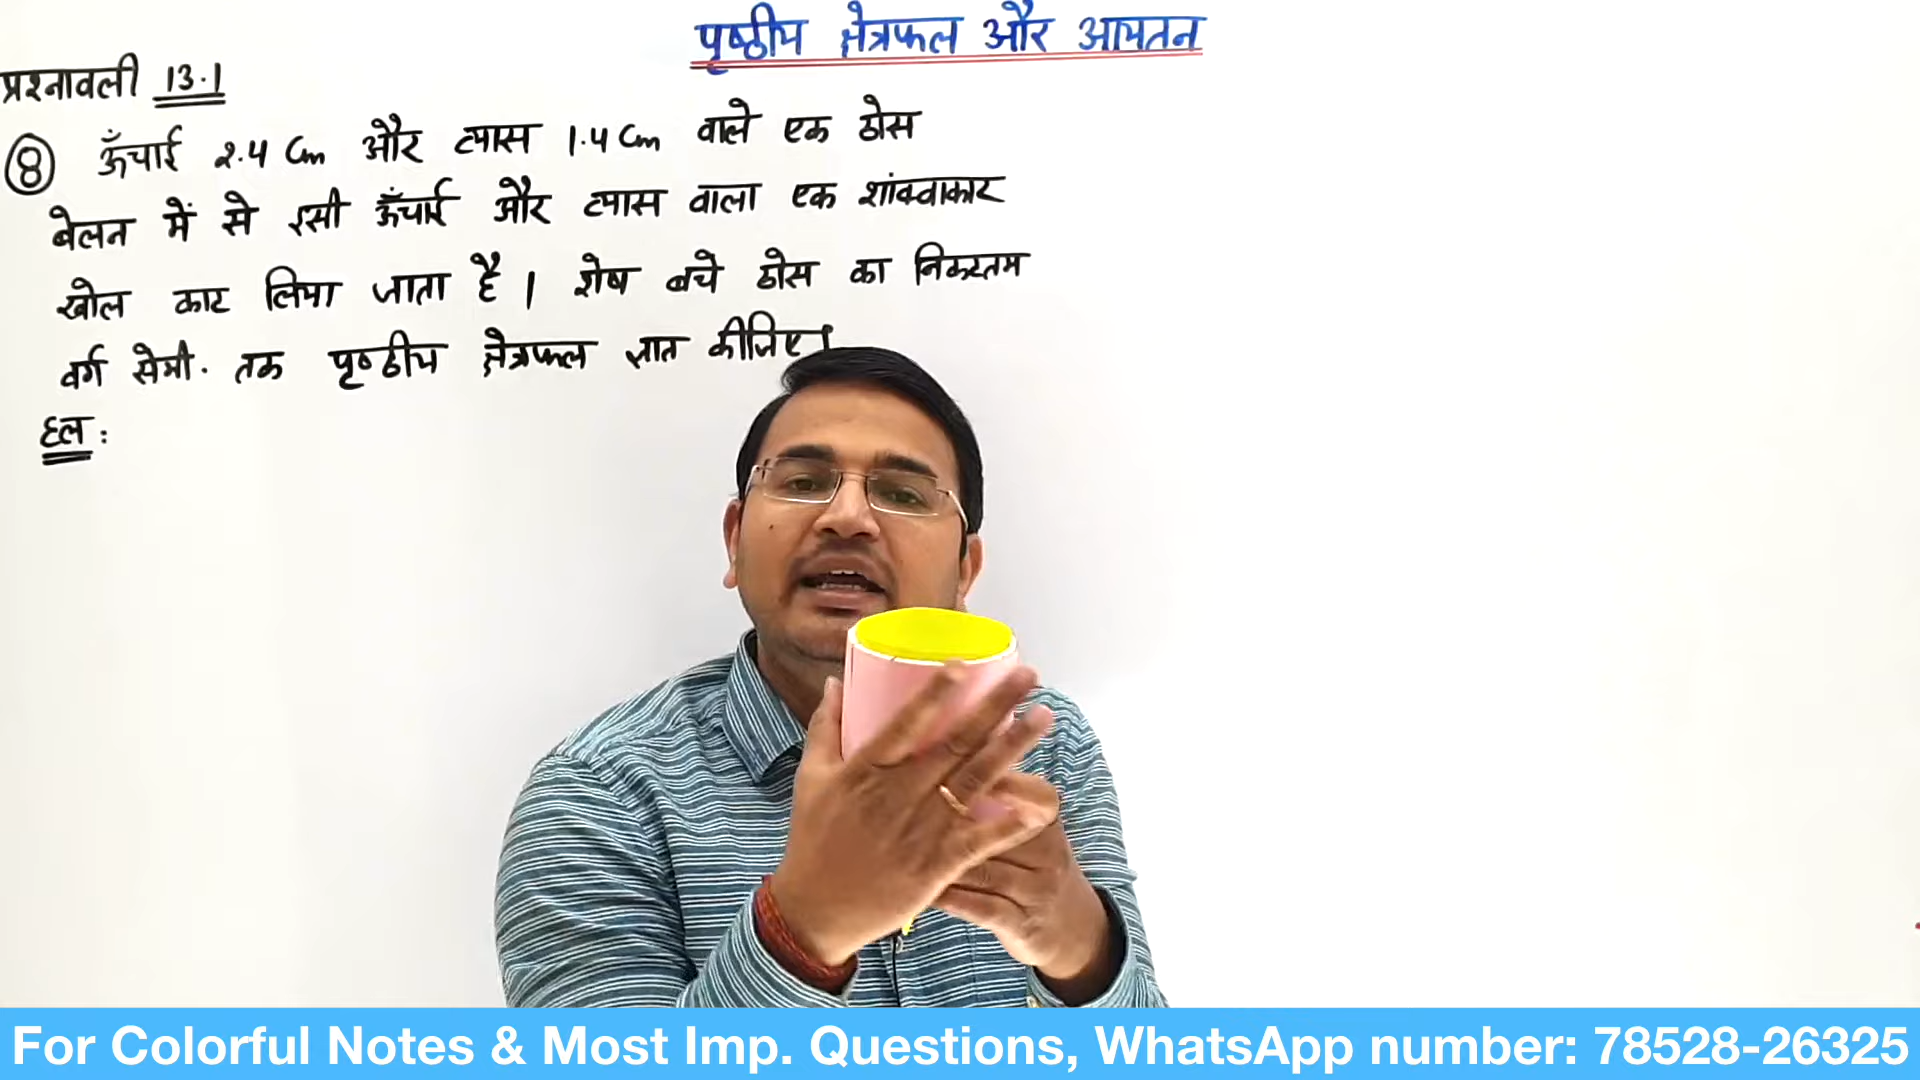 पृष्ठीय क्षेत्रफल और आयतन
प्रश्नावली 13.1
⑧ ऊँचाई 2.4 Cm और व्यास 1.4 Cm वाले एक ठोस
बेलन में से इसी ऊँचाई और व्यास वाला एक शांक्वाकार
खोल काट लिया जाता है । शेष बचे ठोस का निकटतम
वर्ग सेमी. तक पृष्ठीय क्षेत्रफल ज्ञात कीजिए।
हल :
For Colorful Notes & Most Imp. Questions, WhatsApp number: 78528-26325